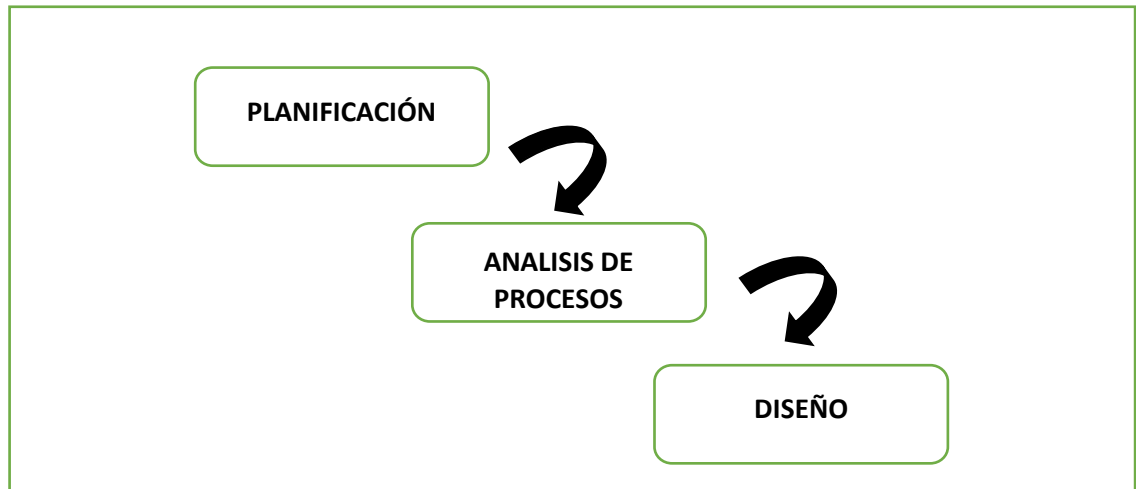 PLANIFICACIÓN
ANALISIS DE
PROCESOS
DISEÑO